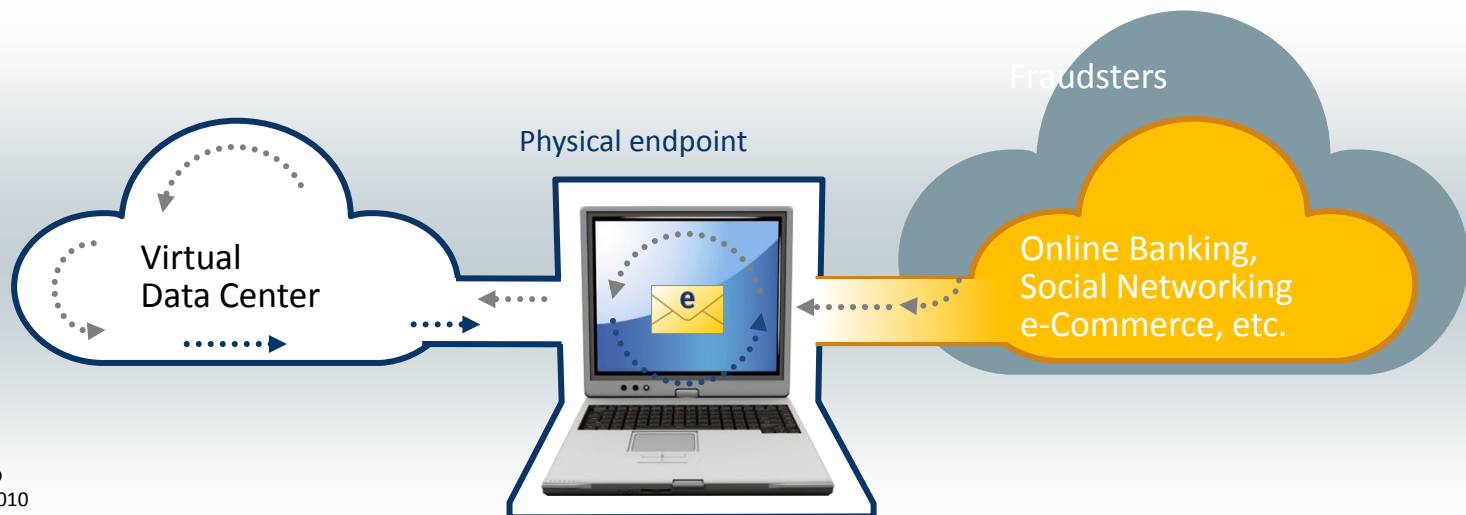 Fraudsters
Physical endpoint
Virtual
Data Center
e
Online Banking,
Social Networking
e-Commerce, etc.
010